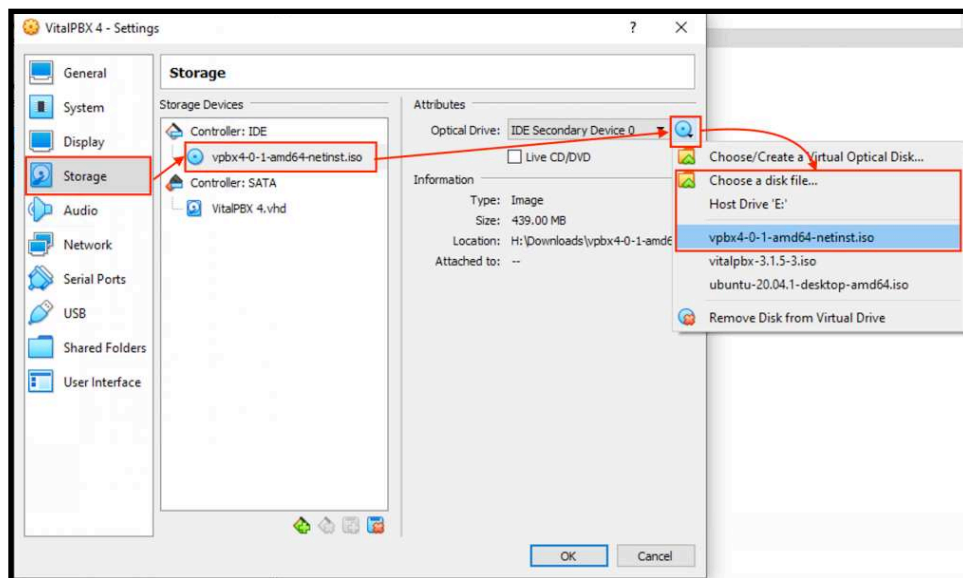 VitalPBX 4 - Settings
?
General
System
Display
Storage
Audio
Network
Serial Ports
USB
Shared Folders
User Interface
Storage
Storage Devices
Controller: IDE
vpbx4-0-1-amd64-netinst.iso
Controller: SATA
VitalPBX 4.vhd
Attributes
Optical Drive: IDE Secondary Device 0
Live CD/DVD
Information
Type: Image
Size: 439.00 MB
Location: H:\Downloads\vpbx4-0-1-amd6
Attached to: --
Choose/Create a Virtual Optical Disk...
Choose a disk file...
Host Drive 'E:'
vpbx4-0-1-amd64-netinst.iso
vitalpbx-3.1.5-3.iso
ubuntu-20.04.1-desktop-amd64.iso
Remove Disk from Virtual Drive
OK
Cancel